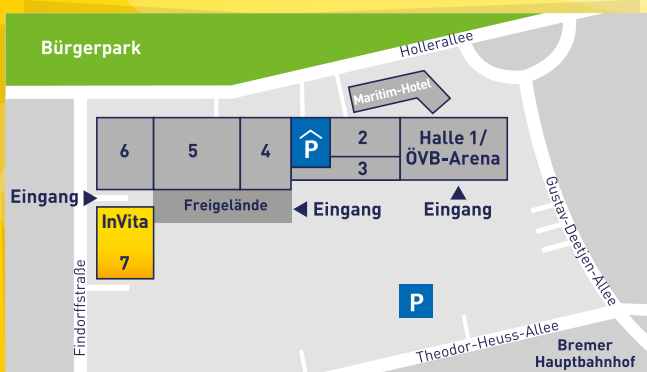 Bürgerpark
Hollerallee
Maritim-Hotel
6
5
4
P
2
3
Halle 1/
ÖVB-Arena
Eingang
Freigelände
Eingang
Eingang
InVita
7
Findorffstraße
Gustav-Deetjen-Allee
P
Theodor-Heuss-Allee
Bremer
Hauptbahnhof